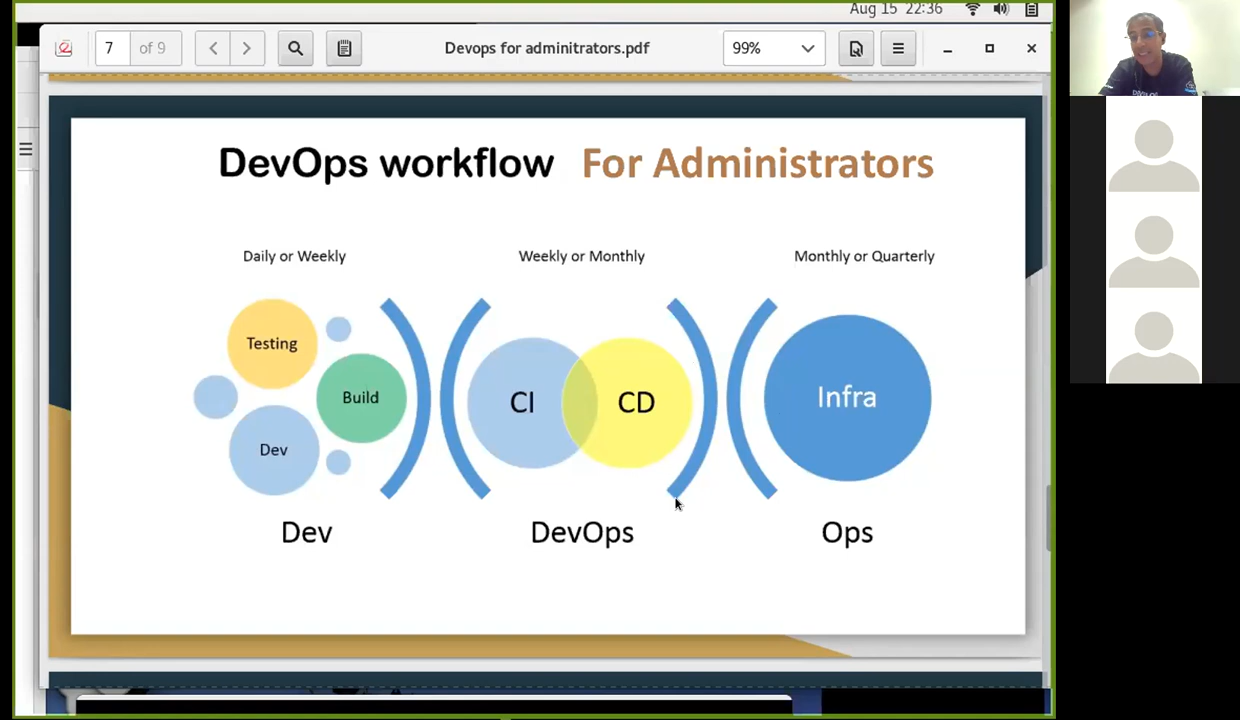 Aug 15 22:36
7 of 9
Devops for adminitrators.pdf
99%
DevOps workflow For Administrators
Daily or Weekly
Weekly or Monthly
Monthly or Quarterly
Testing
Build
Dev
CI
CD
Infra
Dev
DevOps
Ops